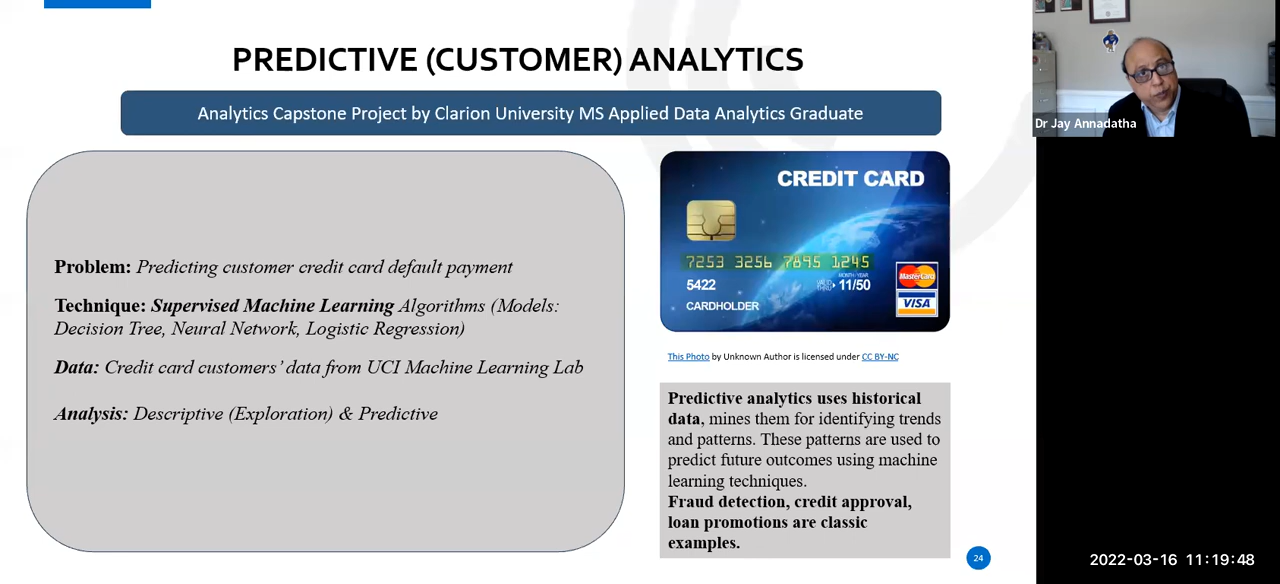 PREDICTIVE (CUSTOMER) ANALYTICS
Analytics Capstone Project by Clarion University MS Applied Data Analytics Graduate
Problem: Predicting customer credit card default payment
Technique: Supervised Machine Learning Algorithms (Models:
Decision Tree, Neural Network, Logistic Regression)
Data: Credit card customers' data from UCI Machine Learning Lab
Analysis: Descriptive (Exploration) & Predictive
CREDIT CARD
7253 3256 7895 1245
MONTH/YEAR
5422
11/50
CARDHOLDER
MasterCard
VISA
This Photo by Unknown Author is licensed under CC BY-NC
Predictive analytics uses historical
data, mines them for identifying trends
and patterns. These patterns are used to
predict future outcomes using machine
learning techniques.
Fraud detection, credit approval,
loan promotions are classic
examples.
24
Dr Jay Annadatha
2022-03-16 11:19:48